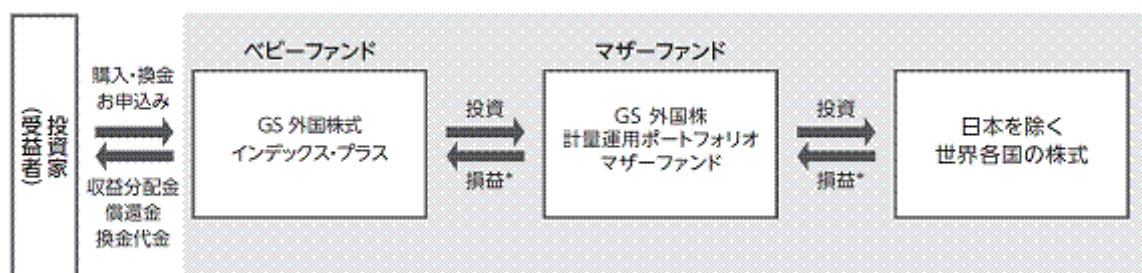 投資家
(受益者)
購入・換金
お申込み
収益分配金
償還金
換金代金
ベビーファンド
GS 外国株式
インデックス・プラス
投資
損益*
マザーファンド
GS 外国株
計量運用ポートフォリオ
マザーファンド
投資
損益*
日本を除く
世界各国の株式